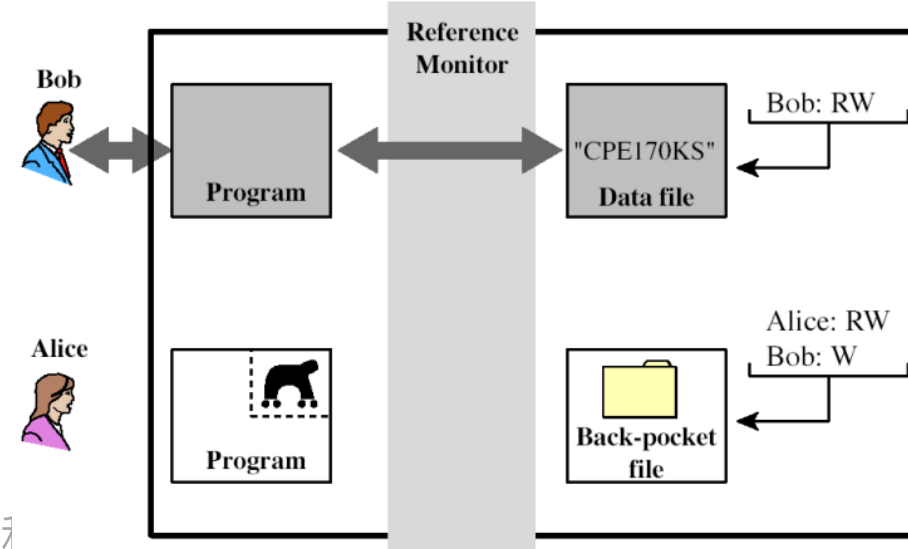 Reference
Monitor
Bob
Program
"CPE170KS"
Data file
Bob: RW
Alice
Program
Back-pocket
file
Alice: RW
Bob: W